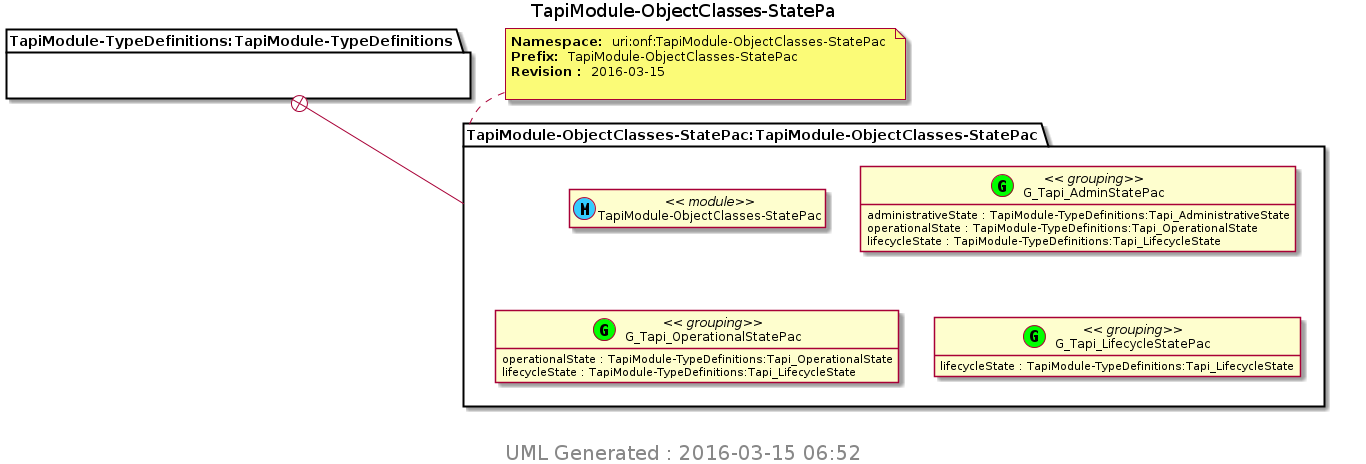 TapiModule-ObjectClasses-StatePa
TapiModule-TypeDefinitions:TapiModule-TypeDefinitions
Namespace: uri:onf:TapiModule-ObjectClasses-StatePac
Prefix: TapiModule-ObjectClasses-StatePac
Revision : 2016-03-15
TapiModule-ObjectClasses-StatePac:TapiModule-ObjectClasses-StatePac
M
<< module>>
TapiModule-ObjectClasses-StatePac
G
<< grouping>>
G_Tapi_AdminStatePac
administrativeState : TapiModule-TypeDefinitions:Tapi_AdministrativeState
operationalState : TapiModule-TypeDefinitions:Tapi_OperationalState
lifecycleState : TapiModule-TypeDefinitions:Tapi_LifecycleState
G
<< grouping>>
G_Tapi_OperationalStatePac
operationalState : TapiModule-TypeDefinitions:Tapi_OperationalState
lifecycleState : TapiModule-TypeDefinitions:Tapi_LifecycleState
G
<< grouping>>
G_Tapi_LifecycleStatePac
lifecycleState : TapiModule-TypeDefinitions:Tapi_LifecycleState
UML Generated : 2016-03-15 06:52